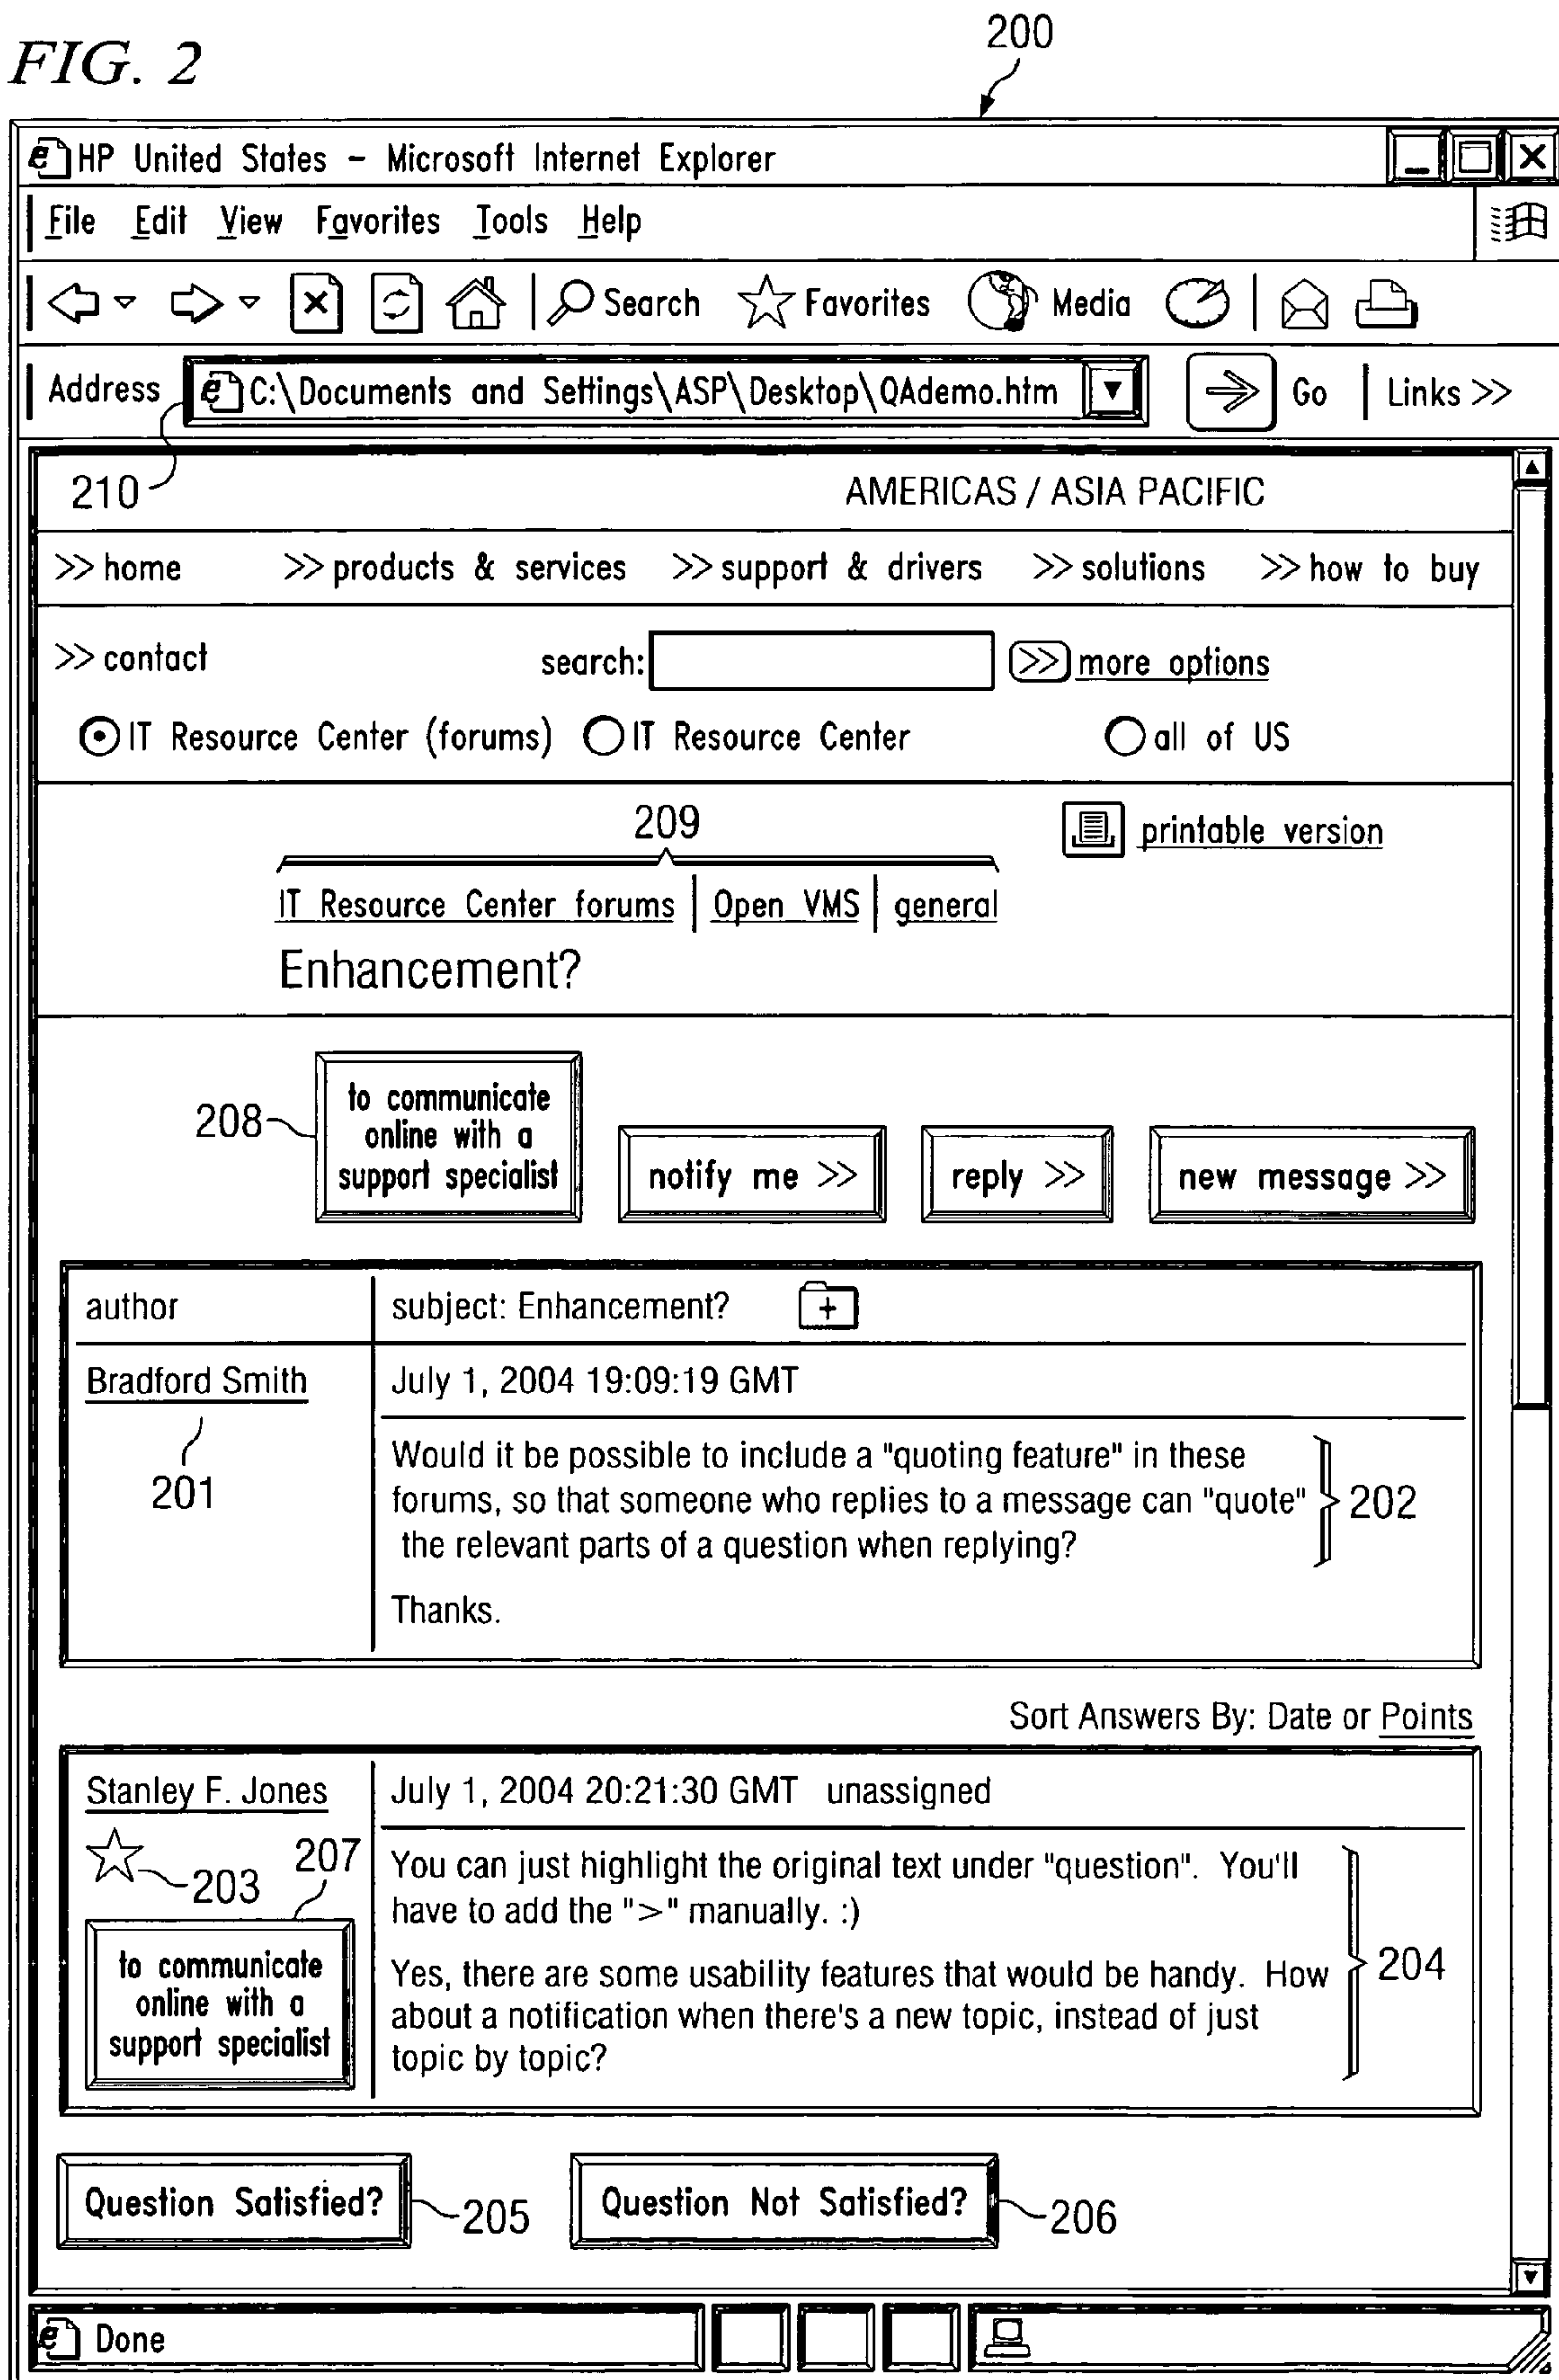 FIG. 2
200
HP United States - Microsoft Internet Explorer
File Edit View Favorites Tools Help
Search Favorites Media
Address C:\Documents and Settings\ASP\Desktop\QAdemo.htm Go Links >>
210
AMERICAS / ASIA PACIFIC
>> home >> products & services >> support & drivers >> solutions >> how to buy
>> contact search: >> more options
IT Resource Center (forums) IT Resource Center all of US
209
printable version
IT Resource Center forums | Open VMS | general
Enhancement?
208
to communicate
online with a
support specialist
notify me >> reply >> new message >>
author subject: Enhancement?
Bradford Smith July 1, 2004 19:09:19 GMT
201
Would it be possible to include a "quoting feature" in these
forums, so that someone who replies to a message can "quote"
the relevant parts of a question when replying?
202
Thanks.
Sort Answers By: Date or Points
Stanley F. Jones July 1, 2004 20:21:30 GMT unassigned
203
207
to communicate
online with a
support specialist
You can just highlight the original text under "question". You'll
have to add the ">" manually. :)
Yes, there are some usability features that would be handy. How
about a notification when there's a new topic, instead of just
topic by topic?
204
Question Satisfied? 205 Question Not Satisfied? 206
Done